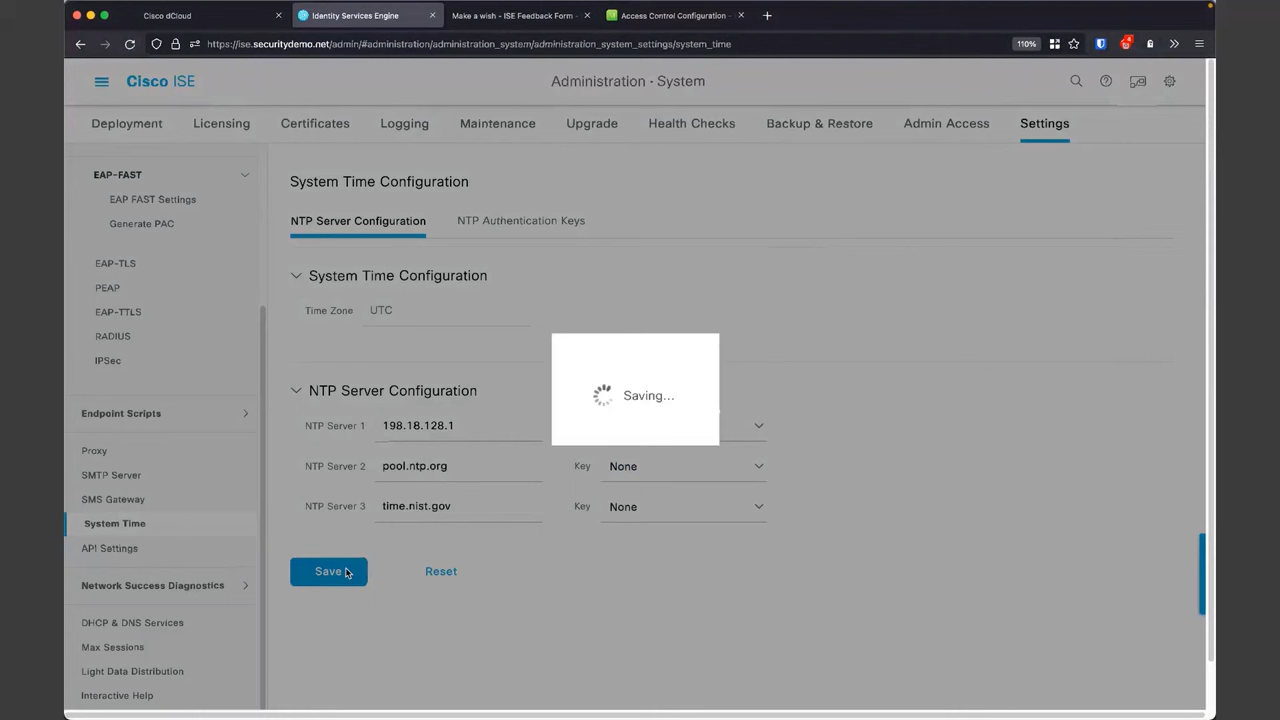 Cisco dCloud
Identity Services Engine
Make a wish - ISE Feedback Form -
Access Control Configuration -
https://ise.securitydemo.net/admin/#administration/administration_system/administration_system_settings/system_time
110%
4
Cisco ISE
Administration · System
Deployment
Licensing
Certificates
Logging
Maintenance
Upgrade
Health Checks
Backup & Restore
Admin Access
Settings
EAP-FAST
EAP FAST Settings
Generate PAC
EAP-TLS
PEAP
EAP-TTLS
RADIUS
IPSec
Endpoint Scripts
Proxy
SMTP Server
SMS Gateway
System Time
API Settings
Network Success Diagnostics
DHCP & DNS Services
Max Sessions
Light Data Distribution
Interactive Help
System Time Configuration
NTP Server Configuration
NTP Authentication Keys
System Time Configuration
Time Zone UTC
NTP Server Configuration
NTP Server 1 198.18.128.1
NTP Server 2 pool.ntp.org Key None
NTP Server 3 time.nist.gov Key None
Saving...
Save
Reset